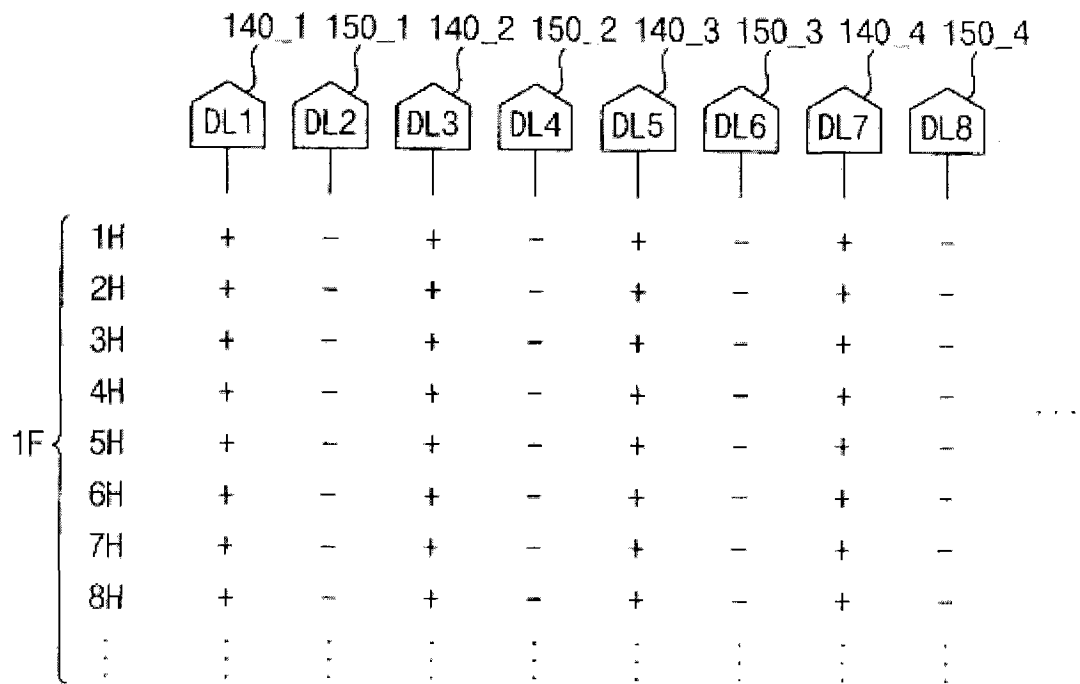 140_1 150_1 140_2 150_2 140_3 150_3 140_4 150_4
DL1 DL2 DL3 DL4 DL5 DL6 DL7 DL8
1H + - + - + - + -
2H + - + - + - + -
3H + - + - + - + -
4H + - + - + - + - ...
1F 5H + - + - + - + -
6H + - + - + - + -
7H + - + - + - + -
8H + - + - + - + -